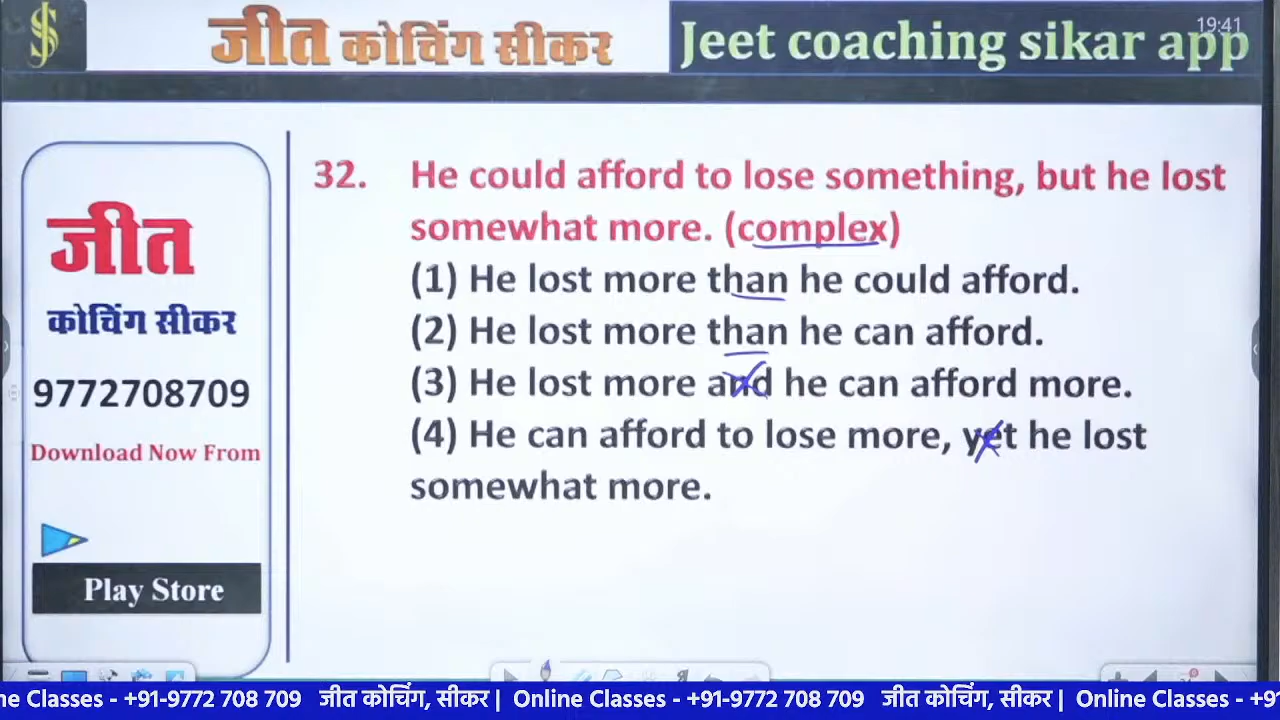 जीत कोचिंग सीकर
Jeet coaching sikar app
19:41
जीत
कोचिंग सीकर
9772708709
Download Now From
Play Store
32. He could afford to lose something, but he lost
somewhat more. (complex)
(1) He lost more than he could afford.
(2) He lost more than he can afford.
(3) He lost more and he can afford more.
(4) He can afford to lose more, yet he lost
somewhat more.
ne Classes - +91-9772 708 709 जीत कोचिंग, सीकर | Online Classes - +91-9772 708 709 जीत कोचिंग, सीकर | Online Classes - +9